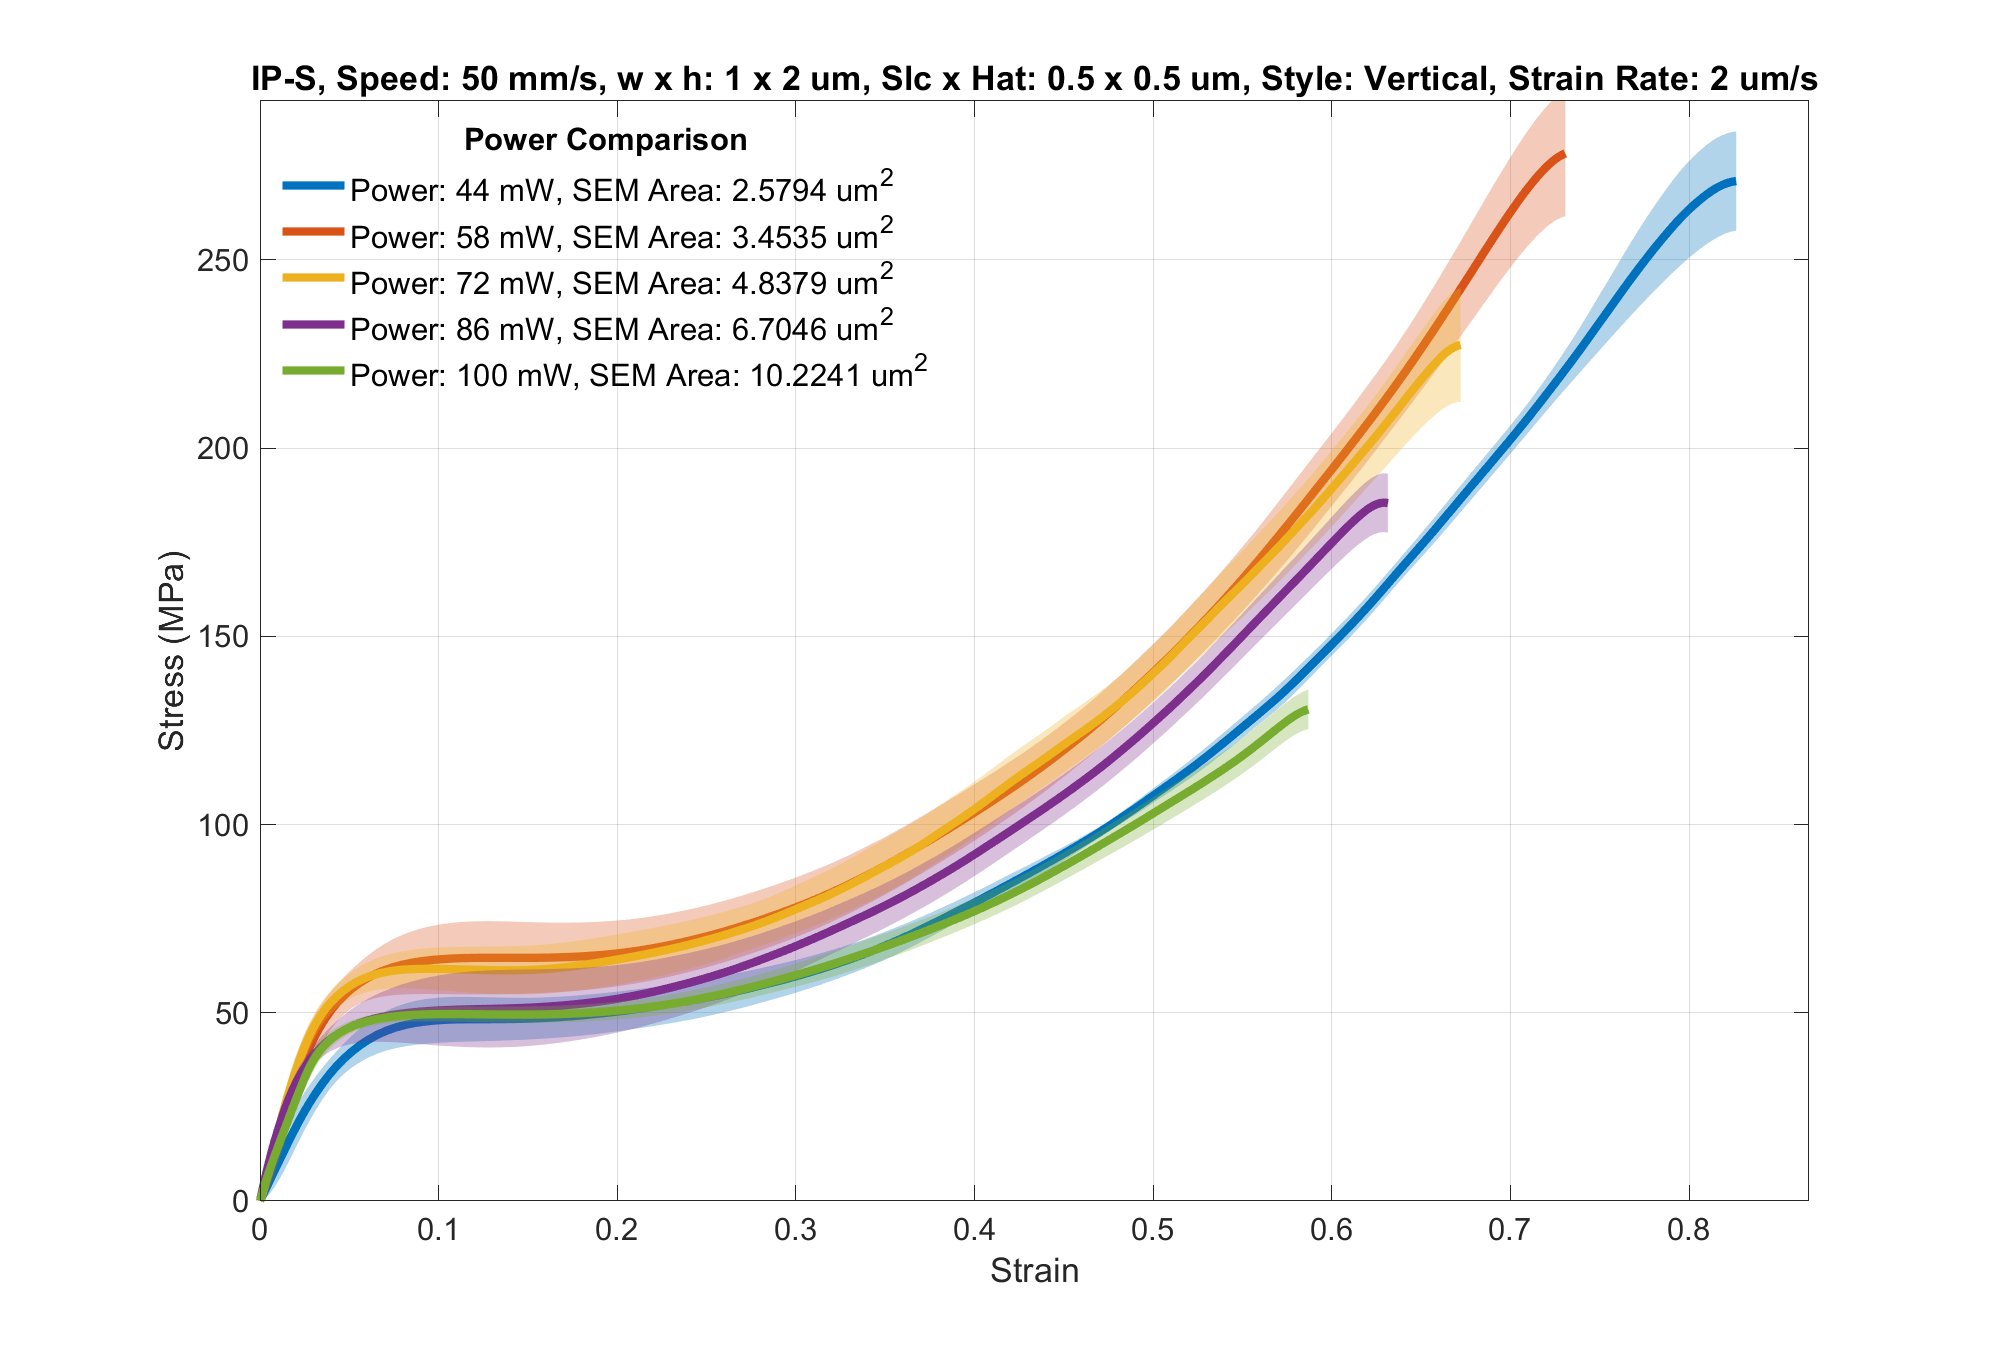 IP-S, Speed: 50 mm/s, w x h: 1 x 2 um, Slc x Hat: 0.5 x 0.5 um, Style: Vertical, Strain Rate: 2 um/s
Power Comparison
Power: 44 mW, SEM Area: 2.5794 um²
Power: 58 mW, SEM Area: 3.4535 um²
Power: 72 mW, SEM Area: 4.8379 um²
Power: 86 mW, SEM Area: 6.7046 um²
Power: 100 mW, SEM Area: 10.2241 um²
Stress (MPa)
250
200
150
100
50
0
0 0.1 0.2 0.3 0.4 0.5 0.6 0.7 0.8
Strain